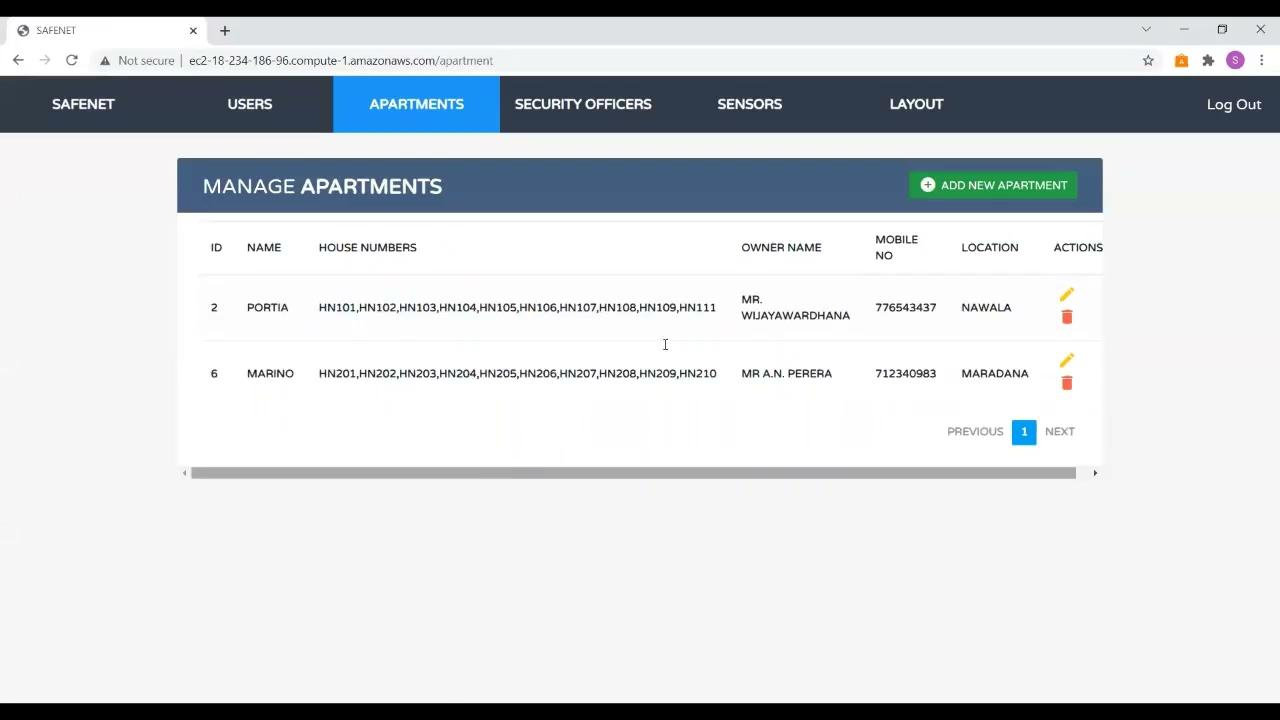 SAFENET
Not secure | ec2-18-234-186-96.compute-1.amazonaws.com/apartment
S
SAFENET USERS APARTMENTS SECURITY OFFICERS SENSORS LAYOUT Log Out
MANAGE APARTMENTS ADD NEW APARTMENT
ID NAME HOUSE NUMBERS OWNER NAME MOBILE NO LOCATION ACTIONS
2 PORTIA HN101,HN102,HN103,HN104,HN105,HN106,HN107,HN108,HN109,HN111 MR. WIJAYAWARDHANA 776543437 NAWALA
6 MARINO HN201,HN202,HN203,HN204,HN205,HN206,HN207,HN208,HN209,HN210 MR A.N. PERERA 712340983 MARADANA
PREVIOUS 1 NEXT